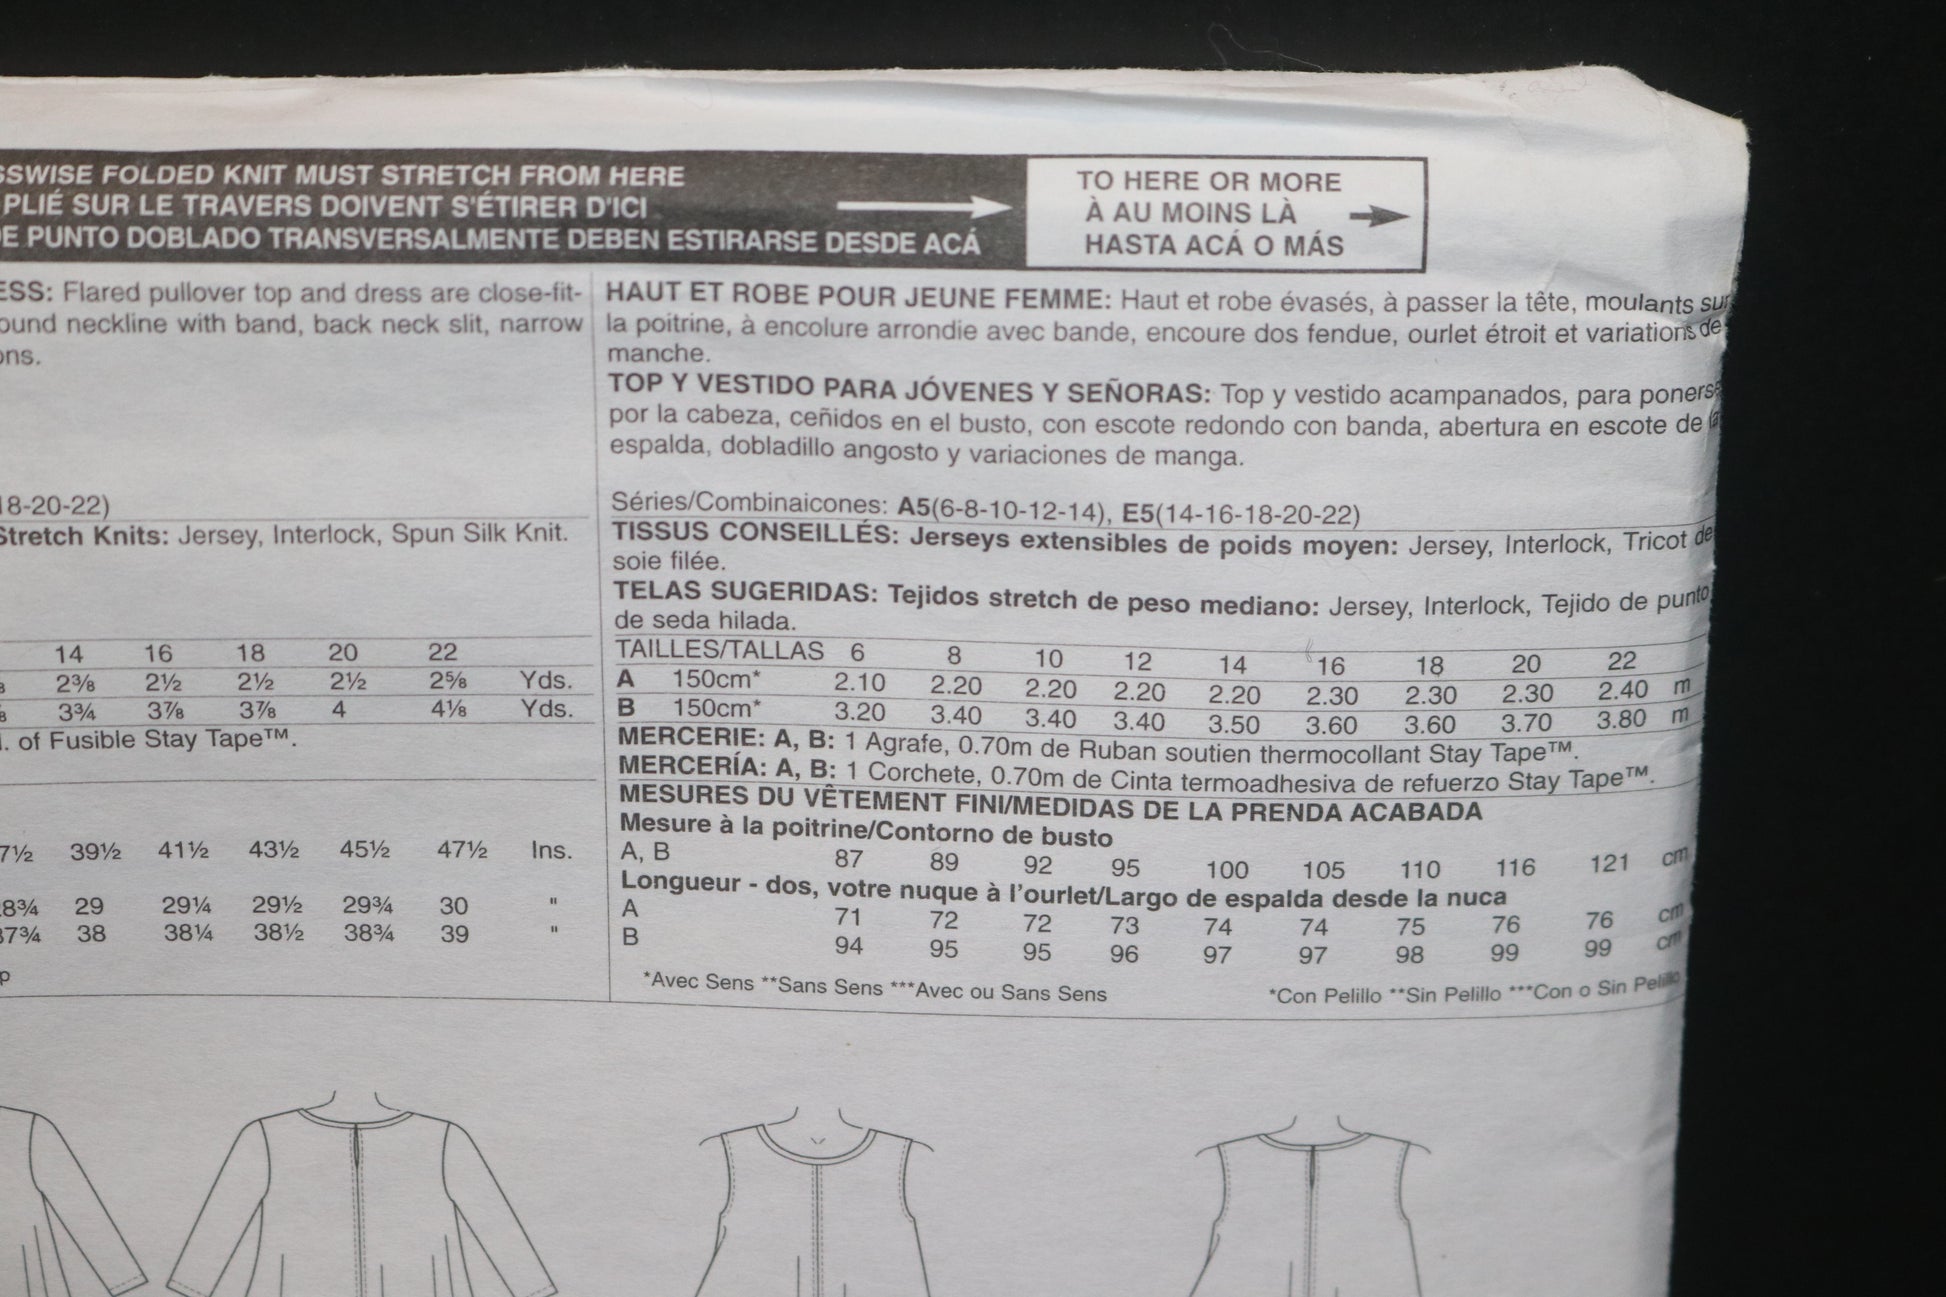 SSWISE FOLDED KNIT MUST STRETCH FROM HERE
PLIÉ SUR LE TRAVERS DOIVENT S'ÉTIRER D'ICI
DE PUNTO DOBLADO TRANSVERSALMENTE DEBEN ESTIRARSE DESDE ACÁ
TO HERE OR MORE
À AU MOINS LÀ
HASTA ACÁ O MÁS
ESS: Flared pullover top and dress are close-fit-
ound neckline with band, back neck slit, narrow
ons.
18-20-22)
Stretch Knits: Jersey, Interlock, Spun Silk Knit.
14 16 18 20 22
2⅜ 2½ 2½ 2½ 2⅝ Yds.
3¾ 3⅞ 3⅞ 4 4⅛ Yds.
. of Fusible Stay Tape™.
7½ 39½ 41½ 43½ 45½ 47½ Ins.
8¾ 29 29¼ 29½ 29¾ 30 "
37¾ 38 38¼ 38½ 38¾ 39 "
p
HAUT ET ROBE POUR JEUNE FEMME: Haut et robe évasés, à passer la tête, moulants sur
la poitrine, à encolure arrondie avec bande, encoure dos fendue, ourlet étroit et variations de
manche.
TOP Y VESTIDO PARA JÓVENES Y SEÑORAS: Top y vestido acampanados, para ponerse
por la cabeza, ceñidos en el busto, con escote redondo con banda, abertura en escote de la
espalda, dobladillo angosto y variaciones de manga.
Séries/Combinaicones: A5(6-8-10-12-14), E5(14-16-18-20-22)
TISSUS CONSEILLÉS: Jerseys extensibles de poids moyen: Jersey, Interlock, Tricot de
soie filée.
TELAS SUGERIDAS: Tejidos stretch de peso mediano: Jersey, Interlock, Tejido de punto
de seda hilada.
TAILLES/TALLAS 6 8 10 12 14 16 18 20 22
A 150cm* 2.10 2.20 2.20 2.20 2.20 2.30 2.30 2.30 2.40 m
B 150cm* 3.20 3.40 3.40 3.40 3.50 3.60 3.60 3.70 3.80 m
MERCERIE: A, B: 1 Agrafe, 0.70m de Ruban soutien thermocollant Stay Tape™.
MERCERÍA: A, B: 1 Corchete, 0.70m de Cinta termoadhesiva de refuerzo Stay Tape™.
MESURES DU VÊTEMENT FINI/MEDIDAS DE LA PRENDA ACABADA
Mesure à la poitrine/Contorno de busto
A, B 87 89 92 95 100 105 110 116 121 cm
Longueur - dos, votre nuque à l'ourlet/Largo de espalda desde la nuca
A 71 72 72 73 74 74 75 76 76 cm
B 94 95 95 96 97 97 98 99 99 cm
*Avec Sens **Sans Sens ***Avec ou Sans Sens
*Con Pelillo **Sin Pelillo ***Con o Sin Pelillo